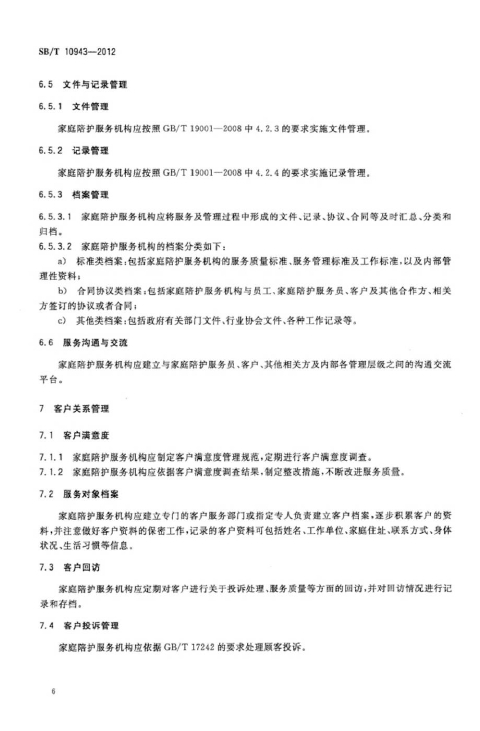 SB/T 10943—2012
6.5 文件与记录管理
6.5.1 文件管理
家庭陪护服务机构应按照GB/T 19001—2008中4.2.3的要求实施文件管理。
6.5.2 记录管理
家庭陪护服务机构应按照GB/T 19001—2008中4.2.4的要求实施记录管理。
6.5.3 档案管理
6.5.3.1 家庭陪护服务机构应将服务及管理过程中形成的文件、记录、协议、合同等及时汇总、分类和
归档。
6.5.3.2 家庭陪护服务机构的档案分类如下：
a) 标准类档案：包括家庭陪护服务机构的服务质量标准、服务管理标准及工作标准，以及内部管
理性资料；
b) 合同协议类档案：包括家庭陪护服务机构与员工、家庭陪护服务员、客户及其他合作方、相关
方签订的协议或者合同；
c) 其他类档案：包括政府有关部门文件、行业协会文件、各种工作记录等。
6.6 服务沟通与交流
家庭陪护服务机构应建立与家庭陪护服务员、客户、其他相关方及内部各管理层级之间的沟通交流
平台。
7 客户关系管理
7.1 客户满意度
7.1.1 家庭陪护服务机构应制定客户满意度管理规范，定期进行客户满意度调查。
7.1.2 家庭陪护服务机构应依据客户满意度调查结果，制定整改措施，不断改进服务质量。
7.2 服务对象档案
家庭陪护服务机构应建立专门的客户服务部门或指定专人负责建立客户档案，逐步积累客户的资
料，并注意做好客户资料的保密工作，记录的客户资料可包括姓名、工作单位、家庭住址、联系方式、身体
状况、生活习惯等信息。
7.3 客户回访
家庭陪护服务机构应定期对客户进行关于投诉处理、服务质量等方面的回访，并对回访情况进行记
录和存档。
7.4 客户投诉管理
家庭陪护服务机构应依据GB/T 17242的要求处理顾客投诉。
6